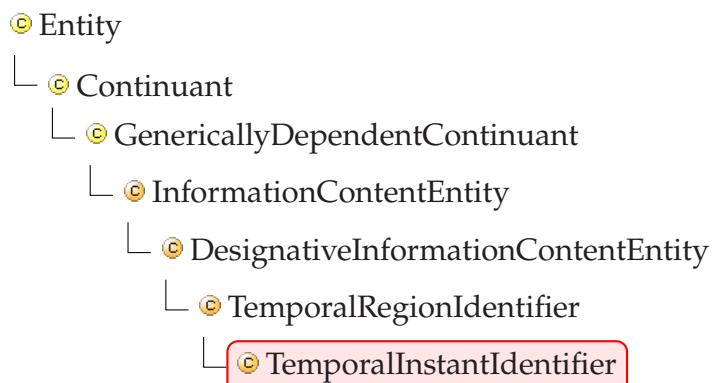 C Entity
C Continuant
C GenericallyDependentContinuant
C InformationContentEntity
C DesignativeInformationContentEntity
C TemporalRegionIdentifier
C TemporalInstantIdentifier